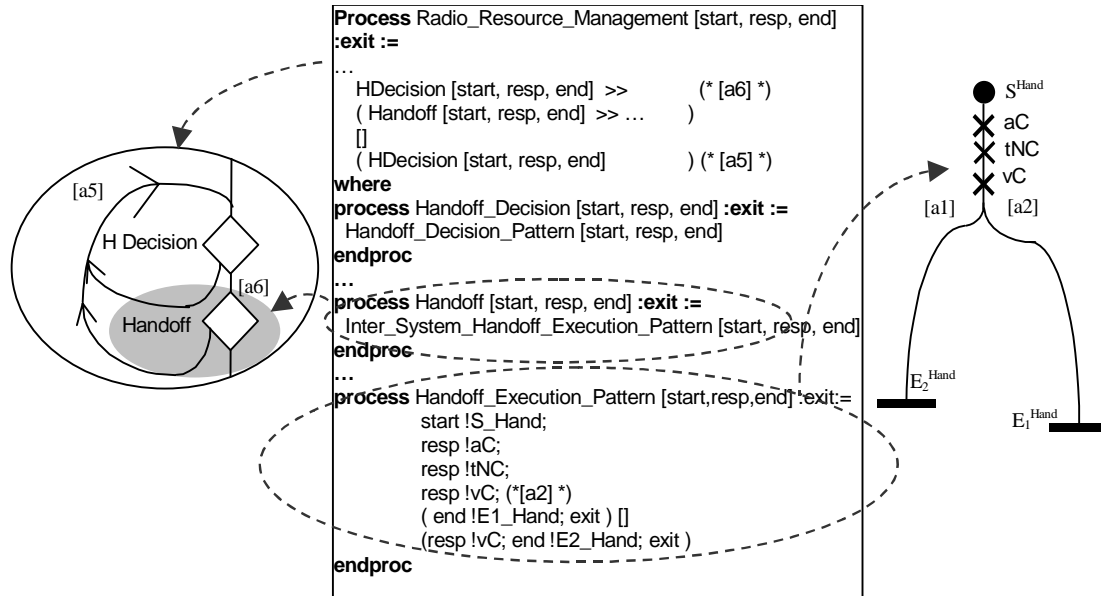 [a5]
H Decision
[a6]
Handoff
Process Radio_Resource_Management [start, resp, end]
:exit :=
…
HDecision [start, resp, end] >> (* [a6] *)
( Handoff [start, resp, end] >> … )
[]
( HDecision [start, resp, end] ) (* [a5] *)
where
process Handoff_Decision [start, resp, end] :exit :=
Handoff_Decision_Pattern [start, resp, end]
endproc
…
process Handoff [start, resp, end] :exit :=
Inter_System_Handoff_Execution_Pattern [start, resp, end]
endproc
…
process Handoff_Execution_Pattern [start,resp,end] :exit:=
start !S_Hand;
resp !aC;
resp !tNC;
resp !vC; (*[a2] *)
( end !E1_Hand; exit ) []
(resp !vC; end !E2_Hand; exit )
endproc
S^Hand
aC
tNC
vC
[a1] [a2]
E₂^Hand
E₁^Hand